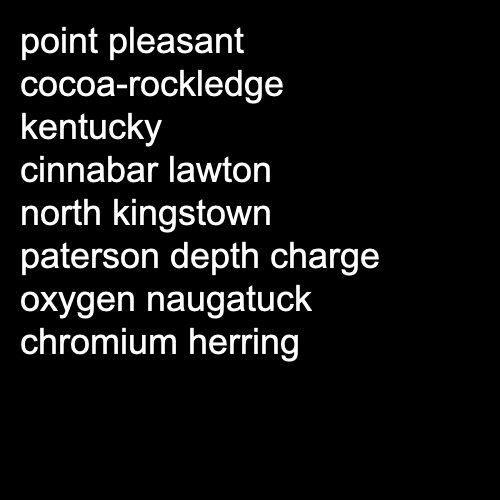 point pleasant
cocoa-rockledge
kentucky
cinnabar lawton
north kingstown
paterson depth charge
oxygen naugatuck
chromium herring